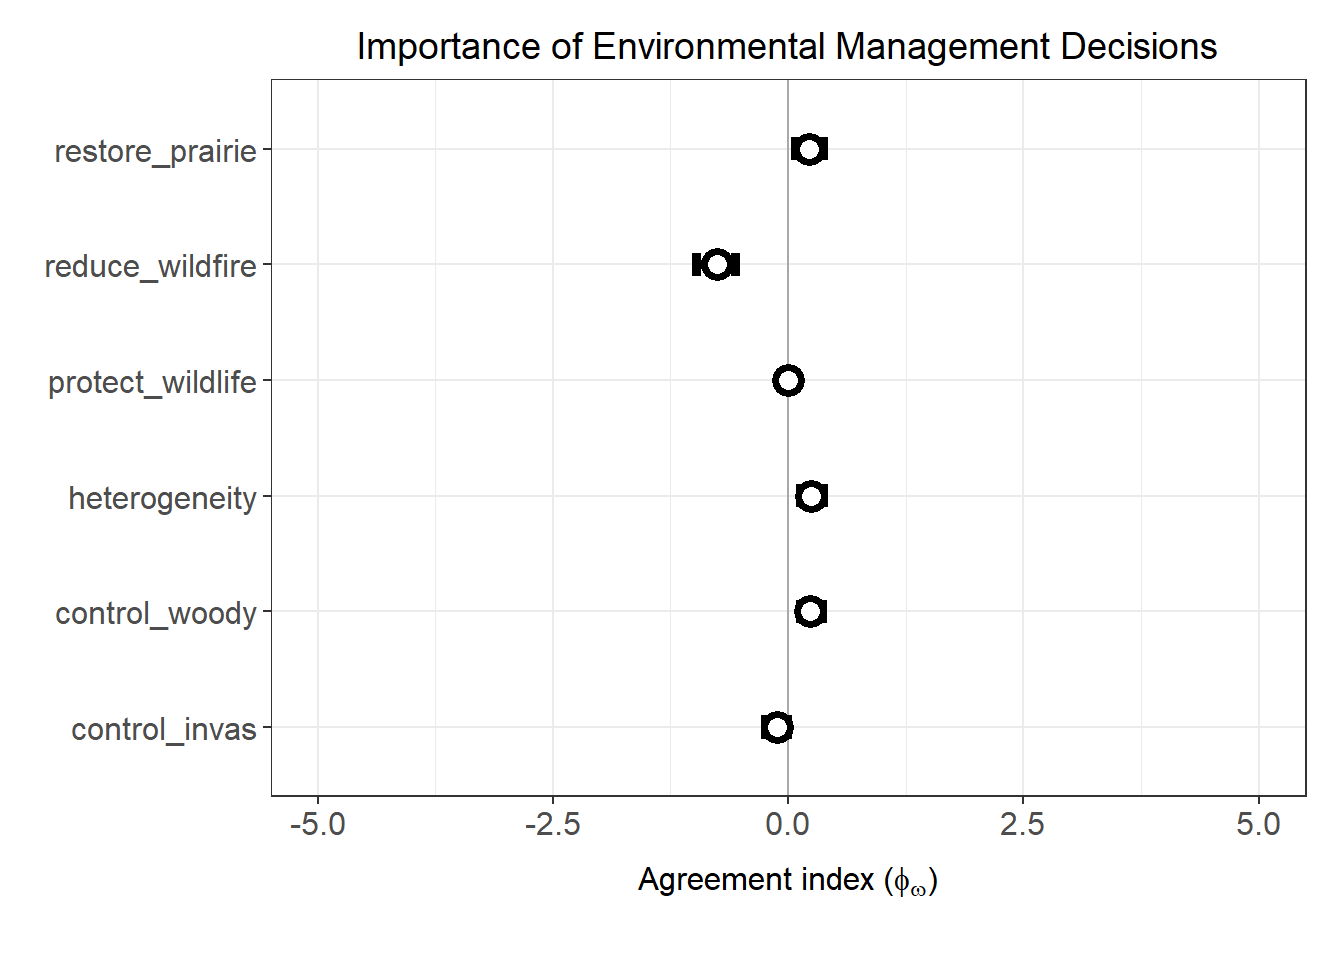 Importance of Environmental Management Decisions
restore_prairie
reduce_wildfire
protect_wildlife
heterogeneity
control_woody
control_invas
-5.0 -2.5 0.0 2.5 5.0
Agreement index (ϕω)